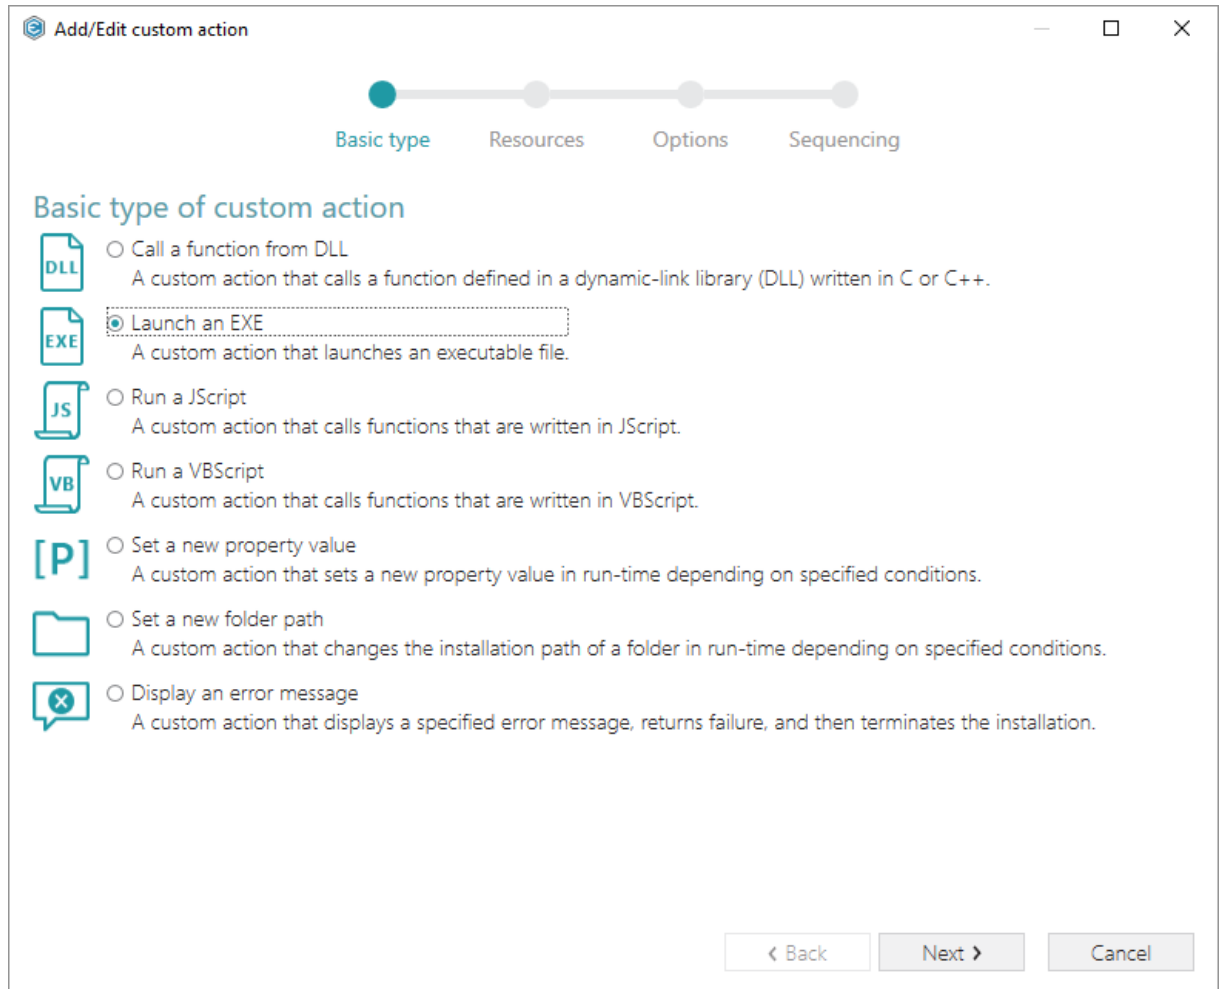 Add/Edit custom action
Basic type
Resources
Options
Sequencing
Basic type of custom action
DLL
Call a function from DLL
A custom action that calls a function defined in a dynamic-link library (DLL) written in C or C++.
EXE
Launch an EXE
A custom action that launches an executable file.
JS
Run a JScript
A custom action that calls functions that are written in JScript.
VB
Run a VBScript
A custom action that calls functions that are written in VBScript.
[P]
Set a new property value
A custom action that sets a new property value in run-time depending on specified conditions.
Set a new folder path
A custom action that changes the installation path of a folder in run-time depending on specified conditions.
Display an error message
A custom action that displays a specified error message, returns failure, and then terminates the installation.
Back
Next
Cancel